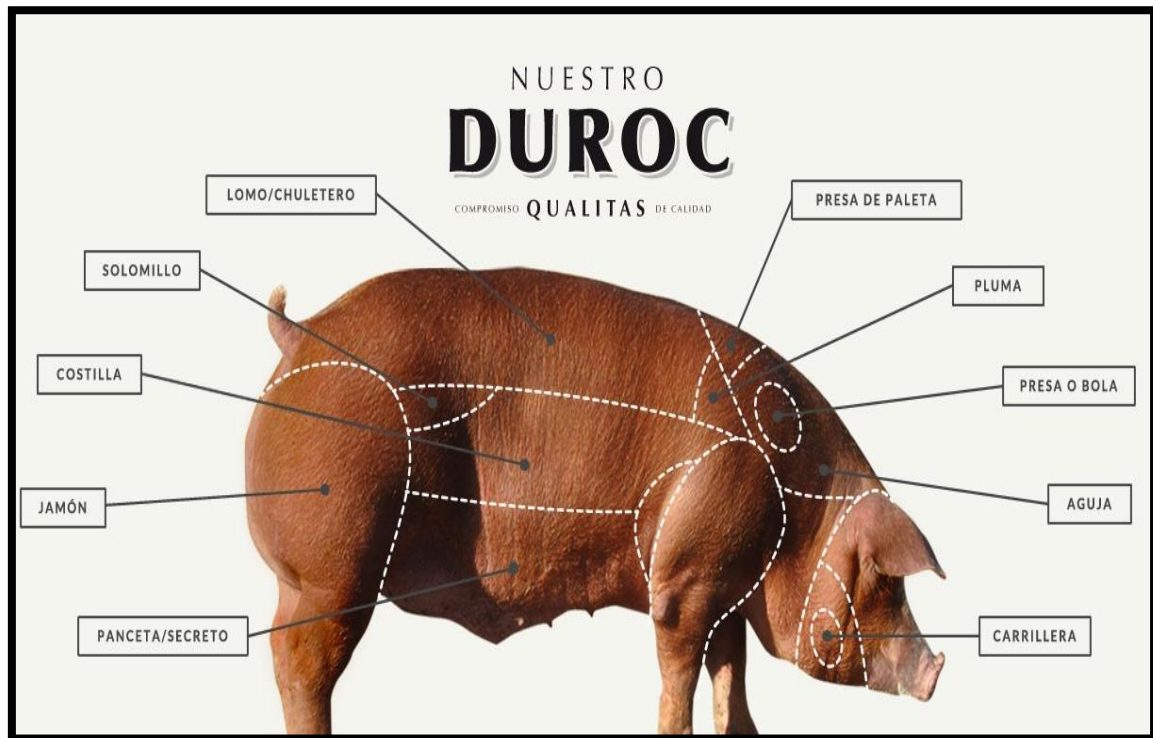 NUESTRO
DUROC
COMPROMISO QUALITAS DE CALIDAD
LOMO/CHULETERO
PRESA DE PALETA
SOLOMILLO
PLUMA
COSTILLA
PRESA O BOLA
JAMÓN
AGUJA
PANCETA/SECRETO
CARRILLERA